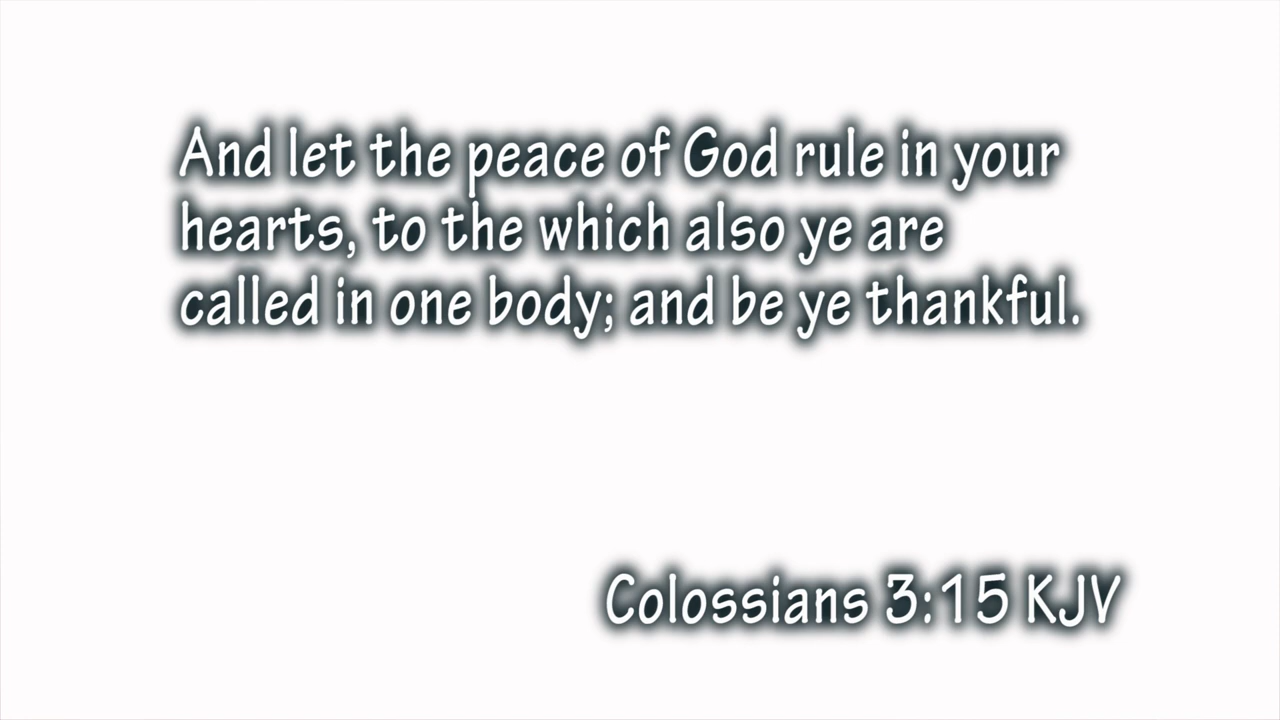 And let the peace of God rule in your
hearts, to the which also ye are
called in one body; and be ye thankful.
Colossians 3:15 KJV